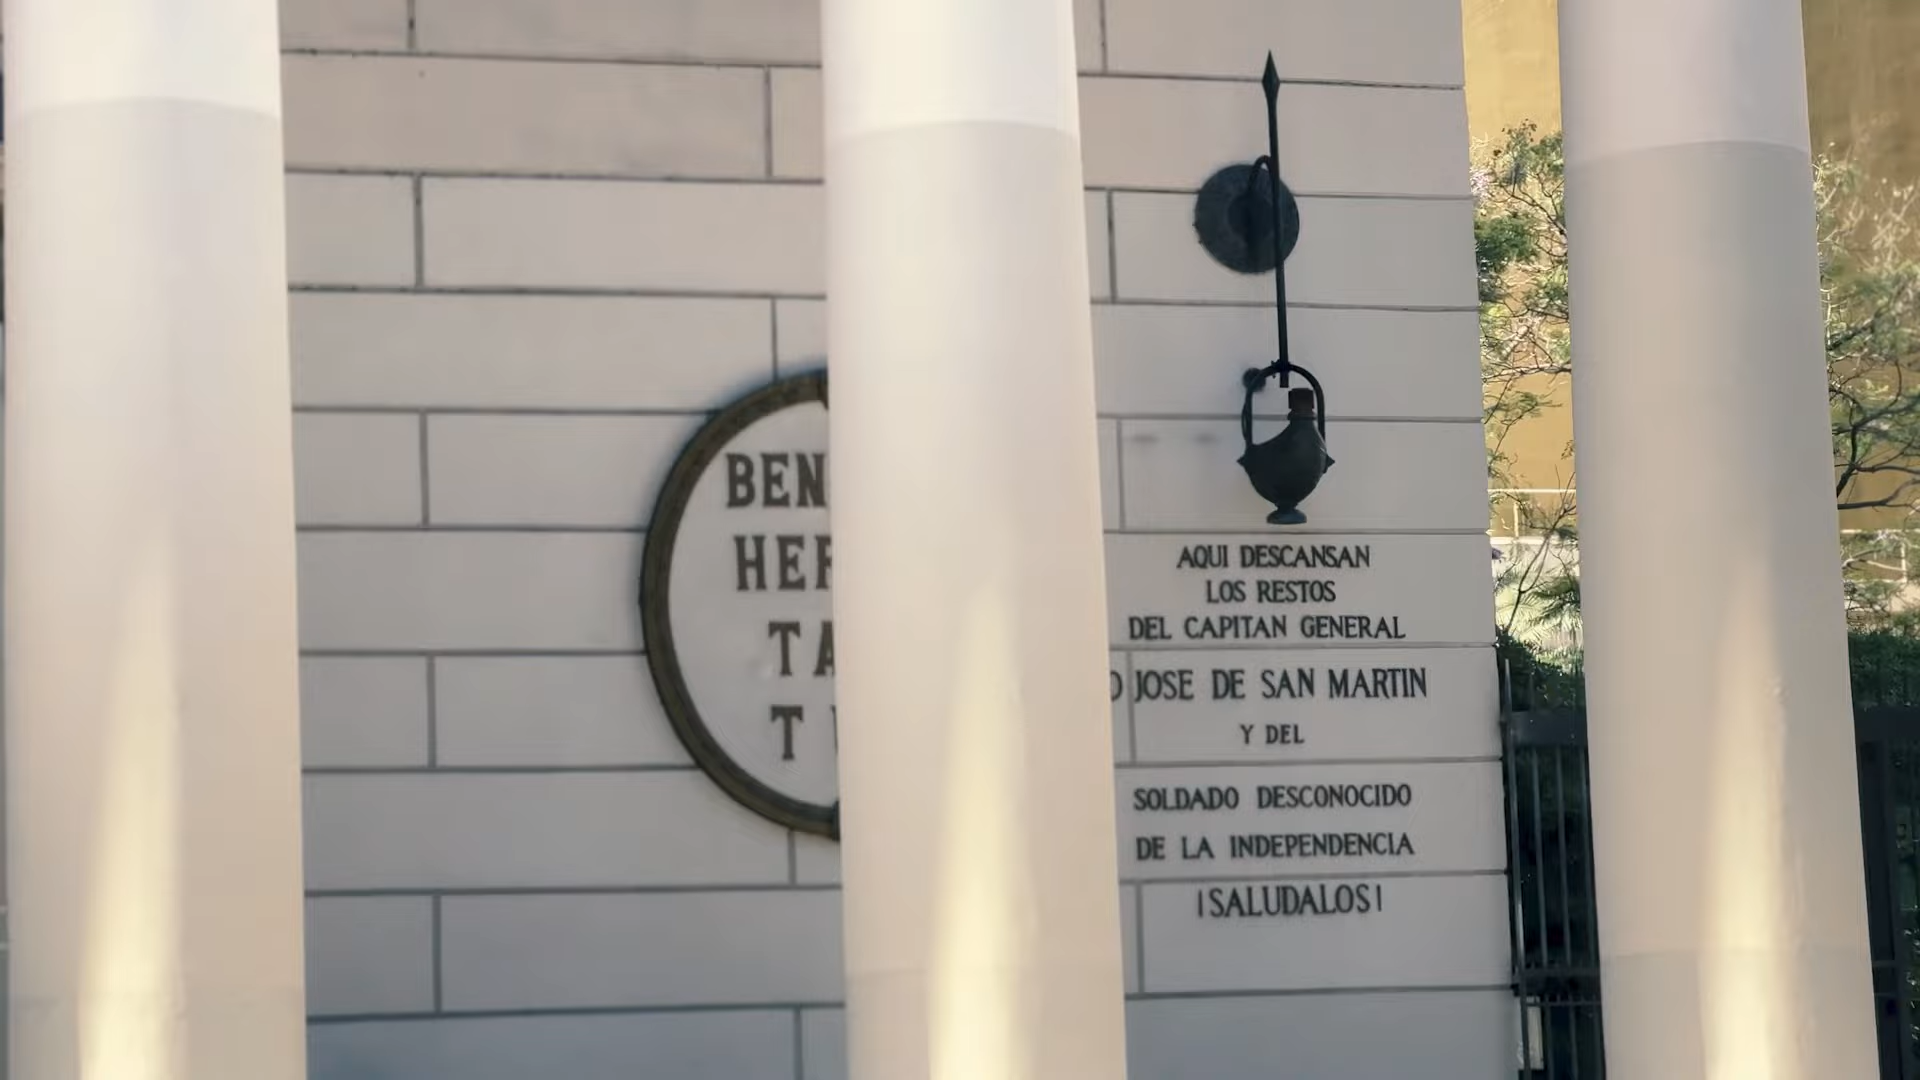 BEN
HER
TA
T
AQUI DESCANSAN
LOS RESTOS
DEL CAPITAN GENERAL
D JOSE DE SAN MARTIN
Y DEL
SOLDADO DESCONOCIDO
DE LA INDEPENDENCIA
¡SALUDALOS!